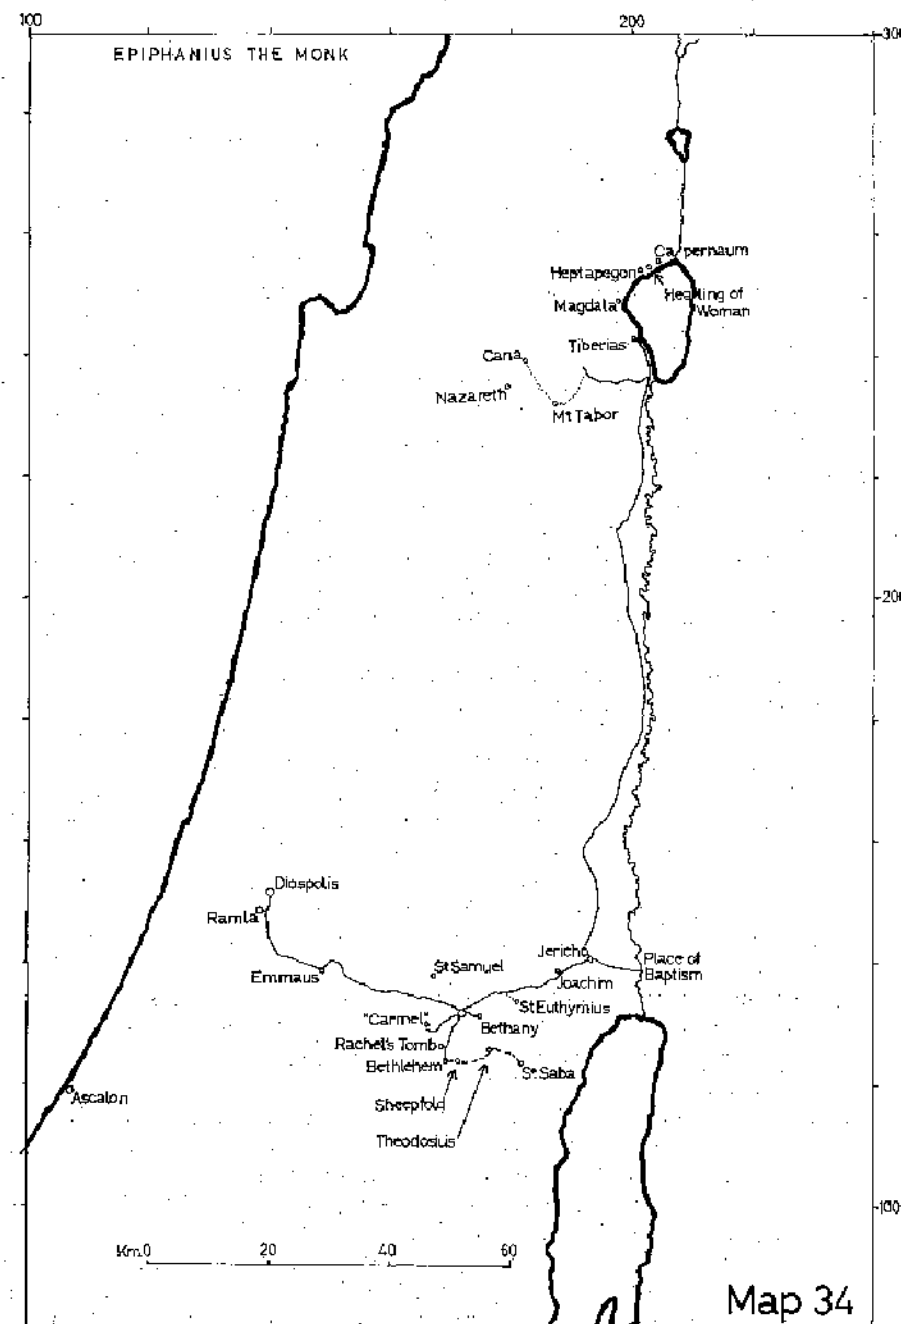 100
200
300
EPIPHANIUS THE MONK
Capernaum
Heptapegon
Healing of
Woman
Magdala
Tiberias
Cana
Nazareth
Mt Tabor
200
Diospolis
Ramla
Emmaus
St Samuel
Jericho
Joachim
Place of
Baptism
St Euthymius
"Carmel"
Bethany
Rachel's Tomb
Bethlehem
St Saba
Sheepfold
Theodosius
Ascalon
100
Km.0 20 40 60
Map 34